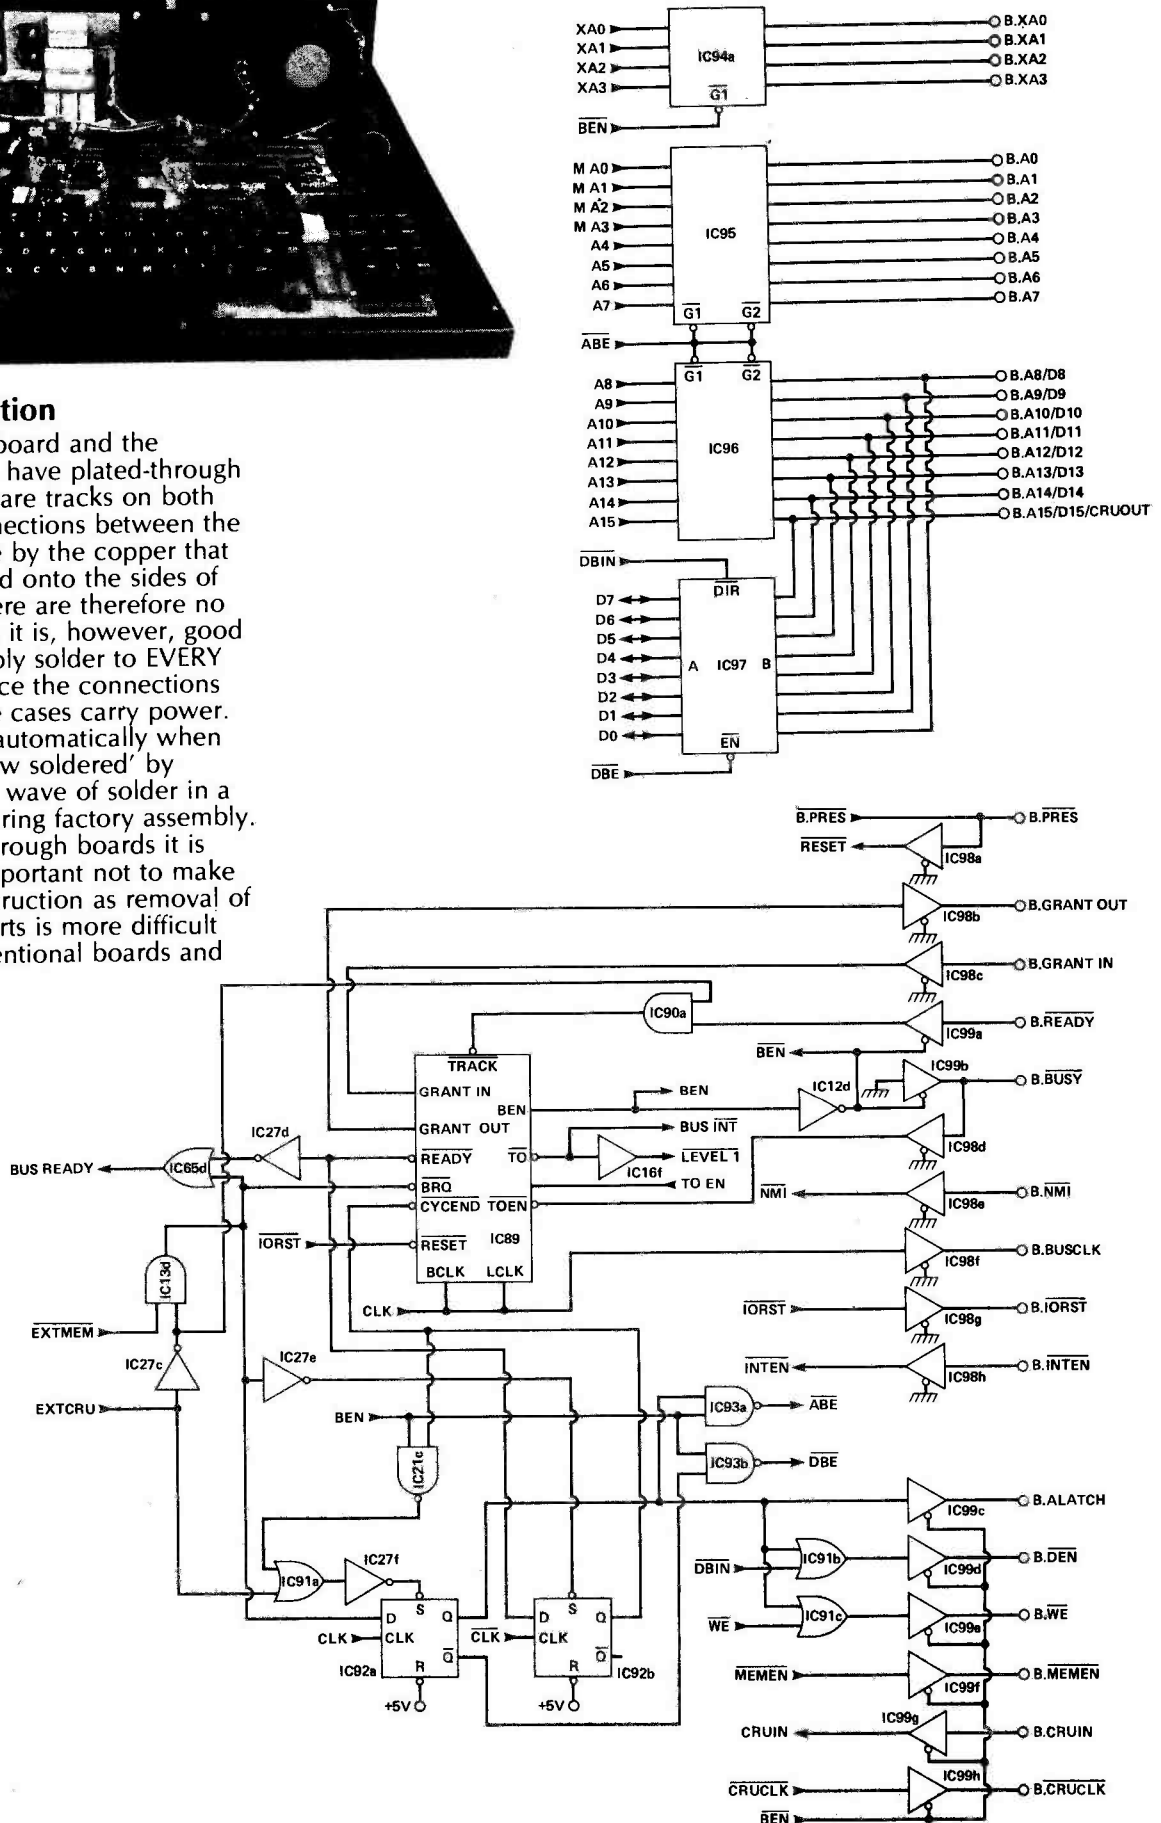 XA0
XA1
XA2
XA3
IC94a
G1
BEN
B.XA0
B.XA1
B.XA2
B.XA3
M A0
M A1
M A2
M A3
A4
A5
A6
A7
IC95
G1 G2
ABE
B.A0
B.A1
B.A2
B.A3
B.A4
B.A5
B.A6
B.A7
G1 G2
A8
A9
A10
A11
A12
A13
A14
A15
IC96
B.A8/D8
B.A9/D9
B.A10/D10
B.A11/D11
B.A12/D12
B.A13/D13
B.A14/D14
B.A15/D15/CRUOUT
DBIN
DIR
D7
D6
D5
D4
D3
D2
D1
D0
A IC97 B
EN
DBE
tion
board and the
have plated-through
are tracks on both
nections between the
by the copper that
d onto the sides of
ere are therefore no
it is, however, good
ply solder to EVERY
ce the connections
cases carry power.
automatically when
w soldered' by
wave of solder in a
ring factory assembly.
rough boards it is
portant not to make
ruction as removal of
rts is more difficult
entional boards and
B.PRES
B.PRES
RESET
IC98a
IC98b
B.GRANT OUT
IC98c
B.GRANT IN
IC90a
IC99a
B.READY
BEN
IC99b
B.BUSY
IC12d
TRACK
GRANT IN
BEN
BEN
GRANT OUT
BUS INT
IC98d
IC27d
READY
TO
LEVEL 1
IC16f
BUS READY
IC65d
BRQ
TO EN
CYCEND TOEN
NMI
IC98e
B.NMI
IC89
IORST
RESET
BCLK LCLK
IC98f
B.BUSCLK
IC13d
CLK
IORST
IC98g
B.IORST
EXTMEM
IC27c
IC27e
INTEN
IC98h
B.INTEN
EXTCRU
BEN
IC93a
ABE
IC21c
IC93b
DBE
IC99c
B.ALATCH
IC91a
IC27f
DBIN
IC91b
IC99d
B.DEN
D S Q
CLK
CLK
IC92a
R Q
+5V
D S Q
CLK
CLK
R Q
IC92b
+5V
WE
IC91c
IC99e
B.WE
MEMEN
IC99f
B.MEMEN
CRUIN
IC99g
B.CRUIN
CRUCLK
IC99h
B.CRUCLK
BEN